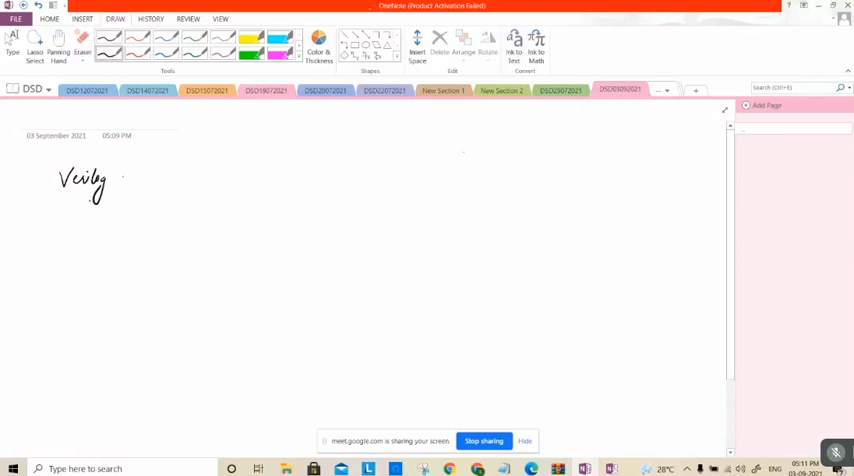 OneNote (Product Activation Failed)
FILE HOME INSERT DRAW HISTORY REVIEW VIEW
Type Lasso Select Panning Hand Eraser Color & Thickness Insert Space Delete Arrange Rotate Ink to Text Ink to Math
Tools Shapes Edit Convert
DSD DSD12072021 DSD14072021 DSD15072021 DSD19072021 DSD20072021 DSD22072021 New Section 1 New Section 2 DSD23072021 DSD03092021 ... + Search (Ctrl+E)
Add Page
03 September 2021 05:09 PM
Verilog
meet.google.com is sharing your screen. Stop sharing Hide
Type here to search 28°C ENG 05:11 PM
03-09-2021